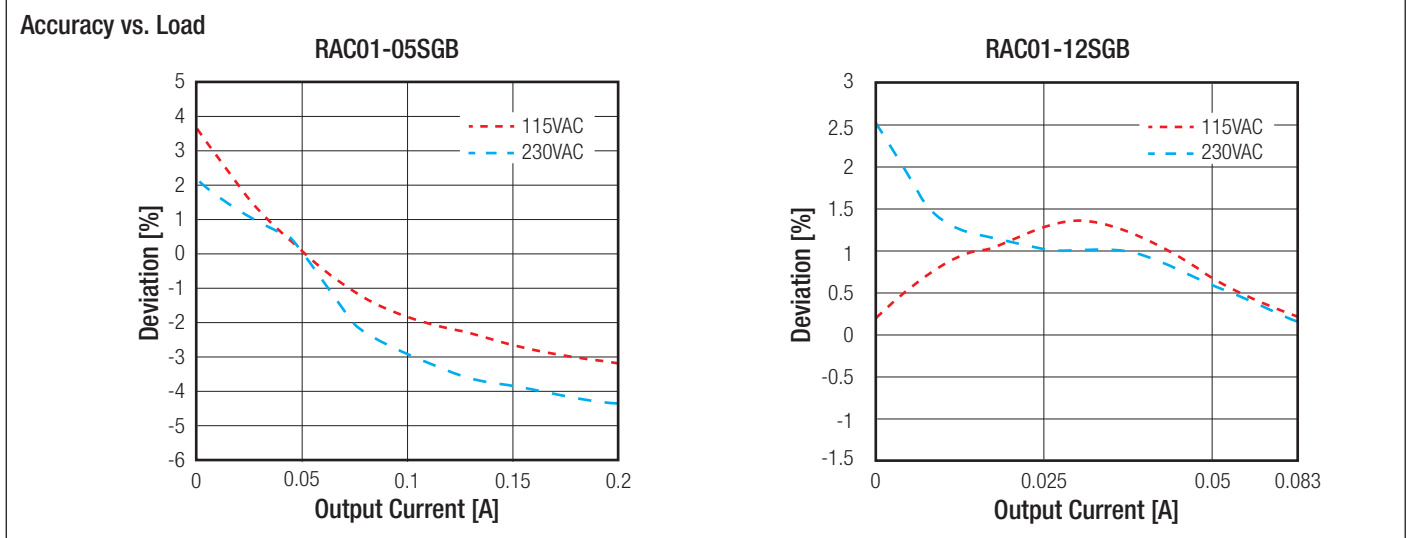 Accuracy vs. Load
RAC01-05SGB
5
4
3
2
1
0
-1
-2
-3
-4
-5
-6
Deviation [%]
115VAC
230VAC
0
0.05
0.1
0.15
0.2
Output Current [A]
RAC01-12SGB
3
2.5
2
1.5
1
0.5
0
-0.5
-1
-1.5
Deviation [%]
115VAC
230VAC
0
0.025
0.05
0.083
Output Current [A]